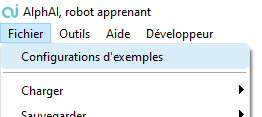 AlphAI, robot apprenant
Fichier Outils Aide Développeur
Configurations d'exemples
Charger
Sauvegarder